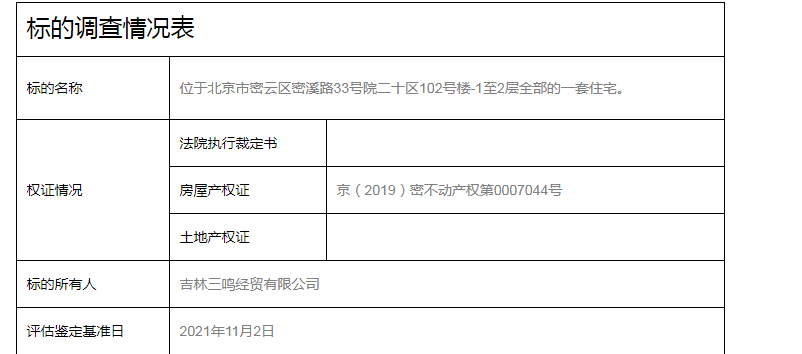 标的调查情况表
标的名称
位于北京市密云区密溪路33号院二十区102号楼-1至2层全部的一套住宅。
权证情况
法院执行裁定书
房屋产权证
京（2019）密不动产权第0007044号
土地产权证
标的所有人
吉林三鸣经贸有限公司
评估鉴定基准日
2021年11月2日